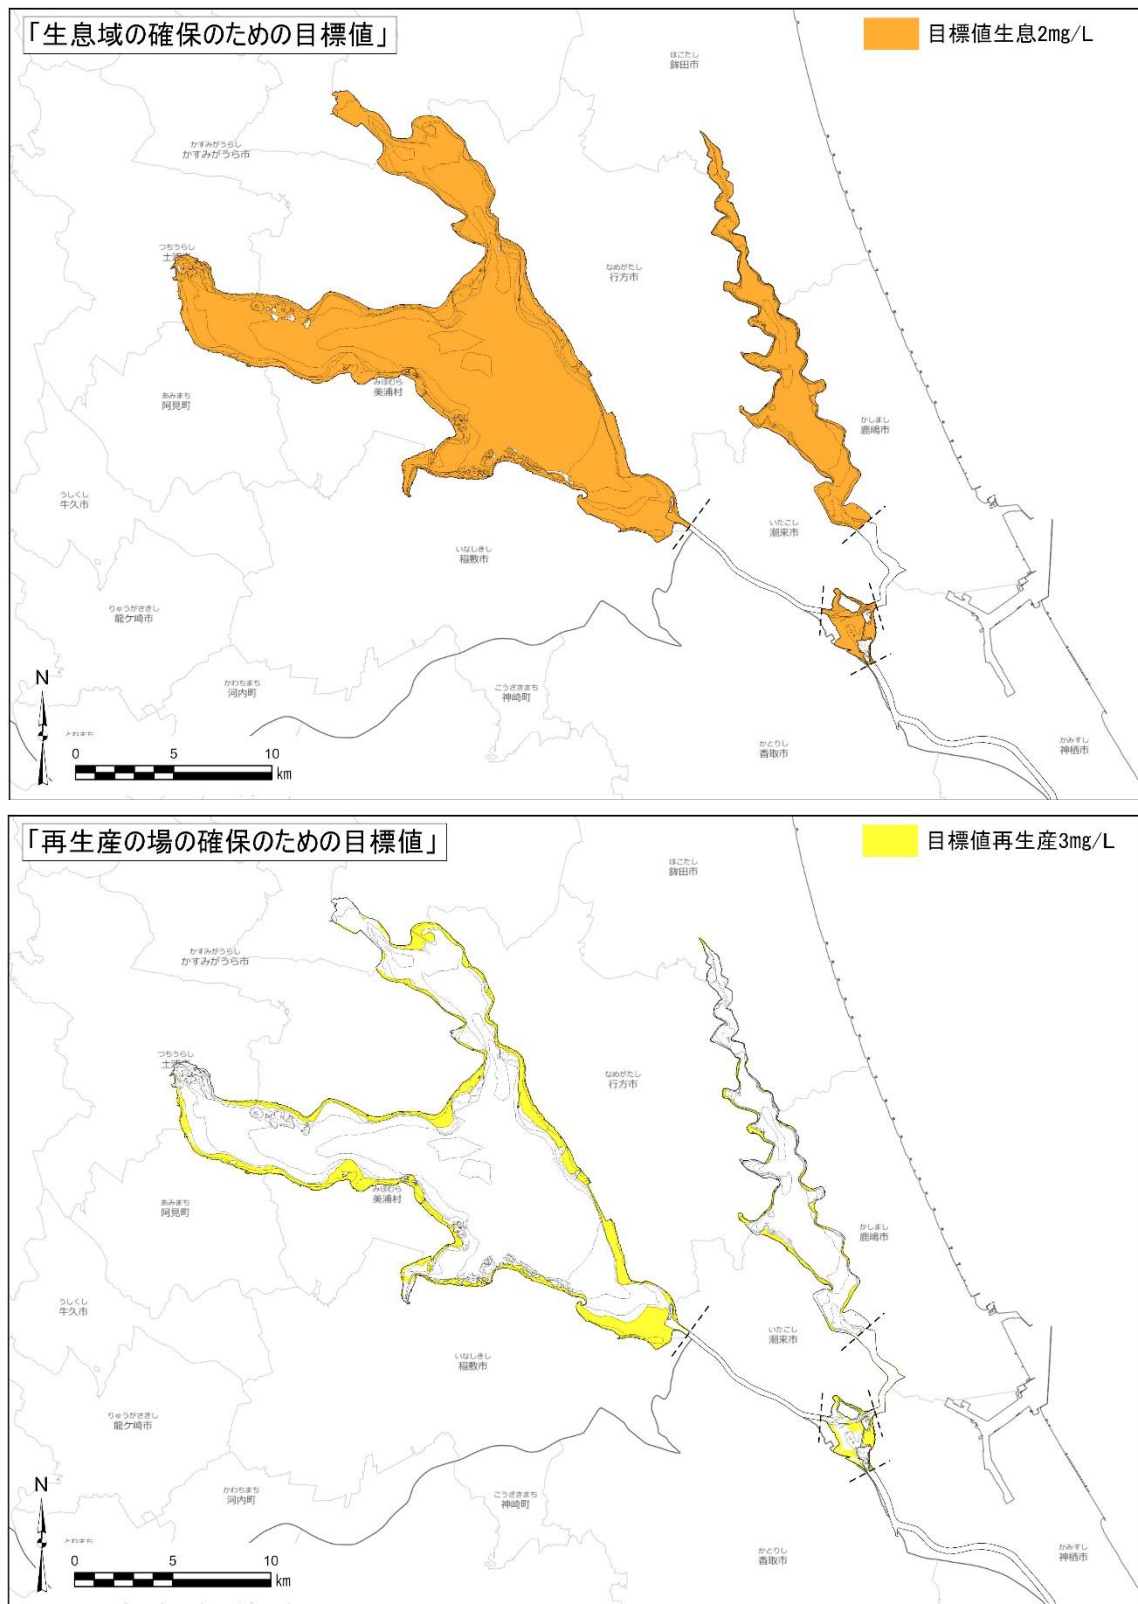 「生息域の確保のための目標値」
目標値生息2mg/L
ほこたし
鉾田市
かすみがうらし
かすみがうら市
つちうらし
なめがたし
行方市
みほむら
美浦村
あみまち
阿見町
かしまし
鹿嶋市
うしくし
牛久市
いたこし
潮来市
いなしきし
稲敷市
りゅうがさきし
龍ケ崎市
かわちまち
河内町
こうざきまち
神崎町
かとりし
香取市
かみすし
神栖市
N
0 5 10
km
「再生産の場の確保のための目標値」
目標値再生産3mg/L
ほこたし
鉾田市
かすみがうらし
かすみがうら市
つちうらし
なめがたし
行方市
みほむら
美浦村
あみまち
阿見町
かしまし
鹿嶋市
うしくし
牛久市
いたこし
潮来市
いなしきし
稲敷市
りゅうがさきし
龍ケ崎市
かわちまち
河内町
こうざきまち
神崎町
かとりし
香取市
かみすし
神栖市
N
0 5 10
km